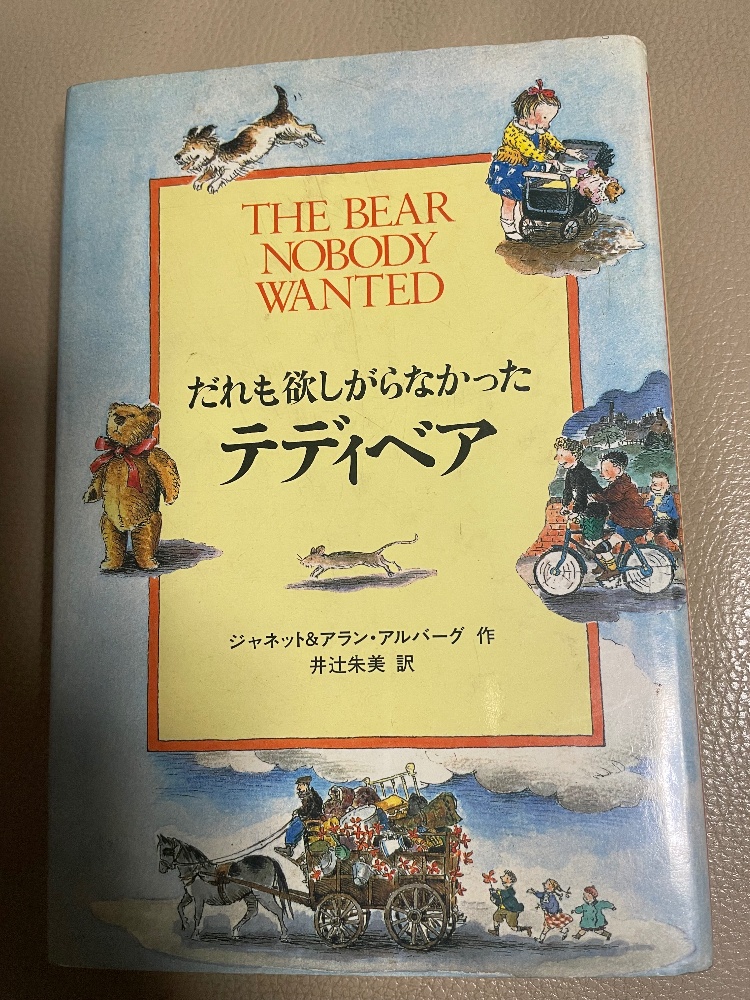 THE BEAR
NOBODY
WANTED
だれも欲しがらなかった
テディベア
ジャネット&アラン・アルバーグ 作
井辻朱美 訳